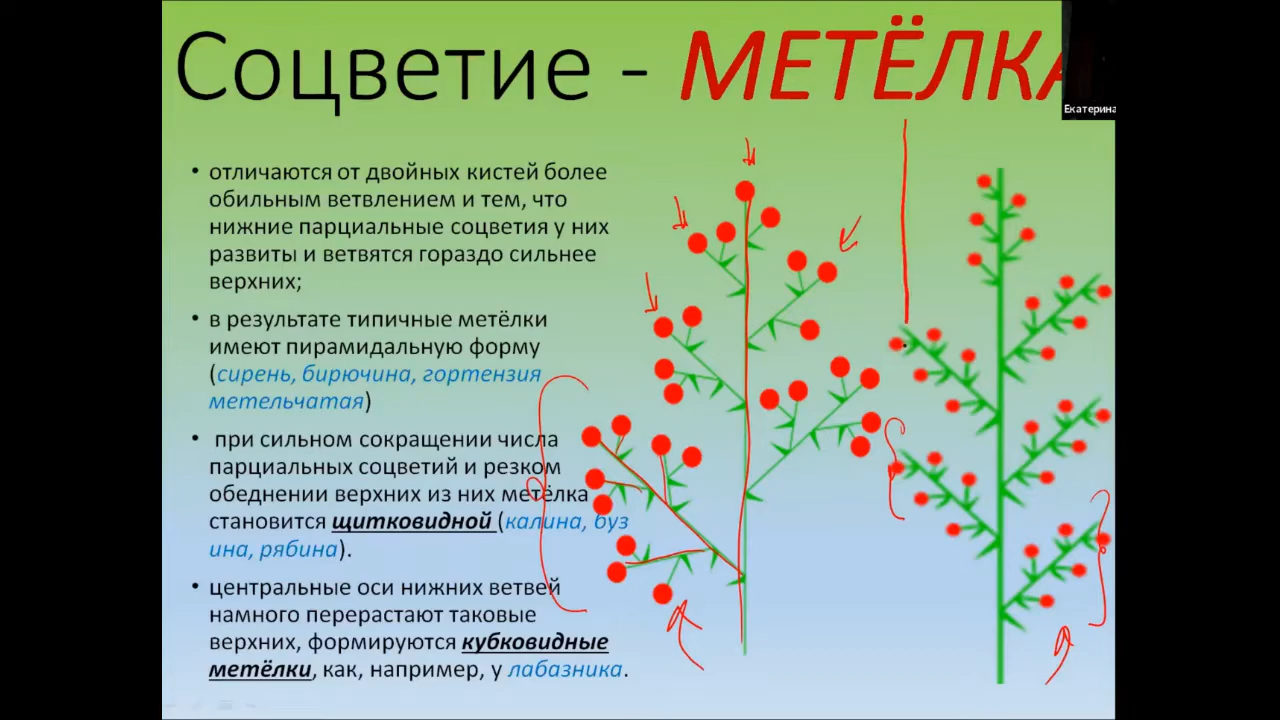 Соцветие - МЕТЁЛКА
Екатерина
• отличаются от двойных кистей более
обильным ветвлением и тем, что
нижние парциальные соцветия у них
развиты и ветвятся гораздо сильнее
верхних;
• в результате типичные метёлки
имеют пирамидальную форму
(сирень, бирючина, гортензия
метельчатая)
• при сильном сокращении числа
парциальных соцветий и резком
обеднении верхних из них метёлка
становится щитковидной (калина, буз
ина, рябина).
• центральные оси нижних ветвей
намного перерастают таковые
верхних, формируются кубковидные
метёлки, как, например, у лабазника.